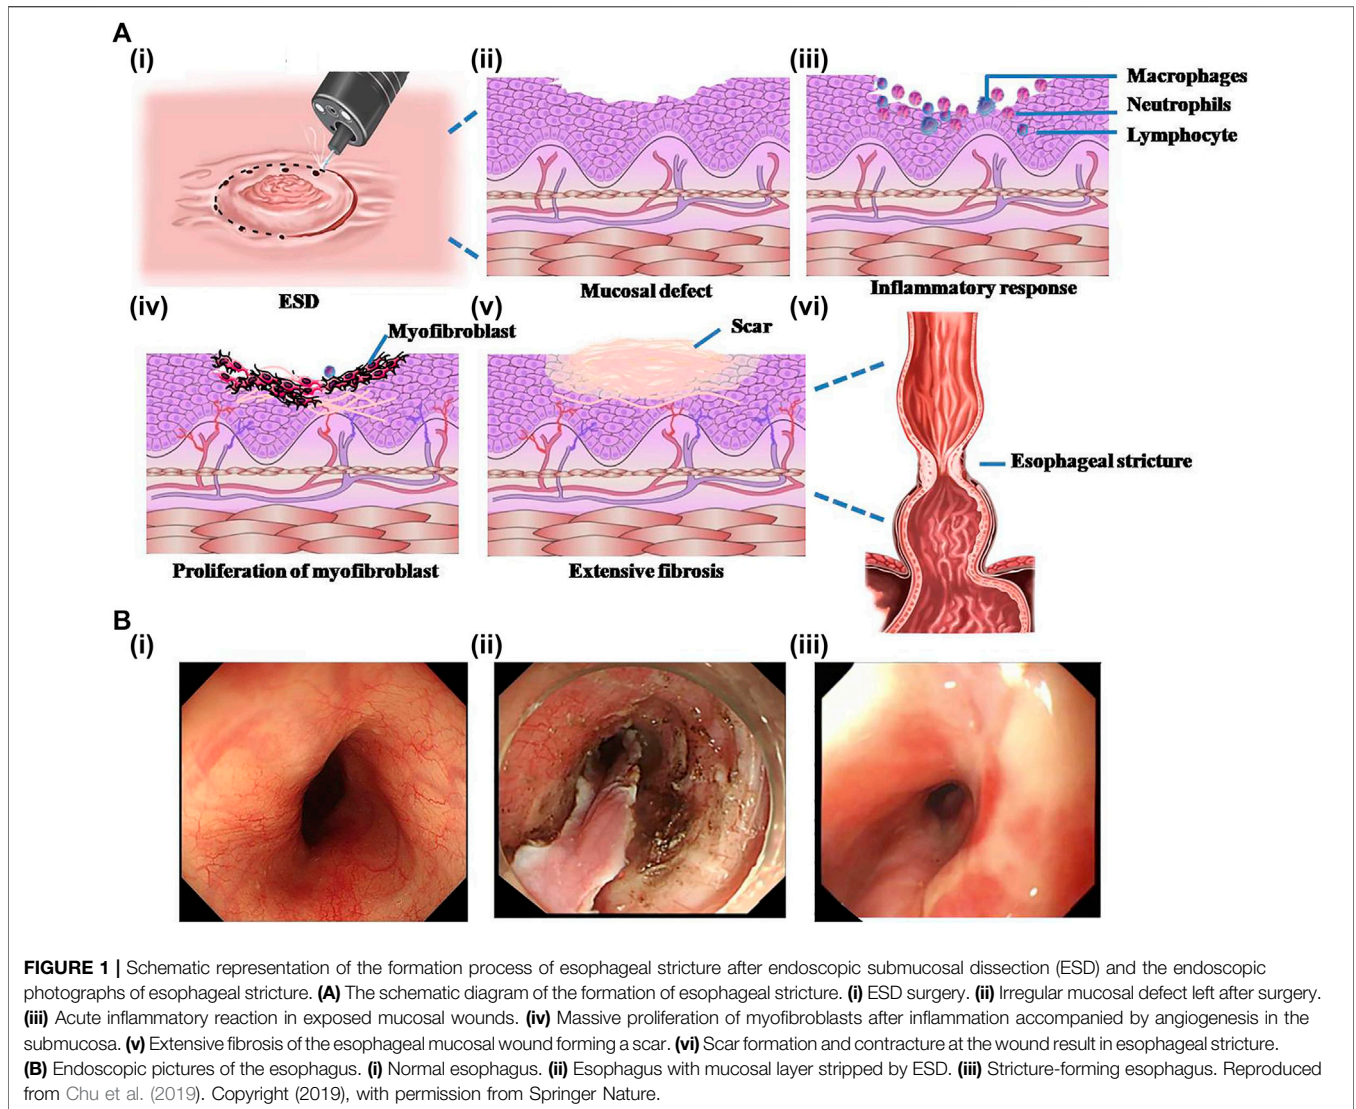 A
(i)
(ii)
(iii)
Macrophages
Neutrophils
Lymphocyte
ESD
Mucosal defect
Inflammatory response
(iv)
(v)
(vi)
Myofibroblast
Scar
Esophageal stricture
Proliferation of myofibroblast
Extensive fibrosis
B
(i)
(ii)
(iii)
FIGURE 1 | Schematic representation of the formation process of esophageal stricture after endoscopic submucosal dissection (ESD) and the endoscopic
photographs of esophageal stricture. (A) The schematic diagram of the formation of esophageal stricture. (i) ESD surgery. (ii) Irregular mucosal defect left after surgery.
(iii) Acute inflammatory reaction in exposed mucosal wounds. (iv) Massive proliferation of myofibroblasts after inflammation accompanied by angiogenesis in the
submucosa. (v) Extensive fibrosis of the esophageal mucosal wound forming a scar. (vi) Scar formation and contracture at the wound result in esophageal stricture.
(B) Endoscopic pictures of the esophagus. (i) Normal esophagus. (ii) Esophagus with mucosal layer stripped by ESD. (iii) Stricture-forming esophagus. Reproduced
from Chu et al. (2019). Copyright (2019), with permission from Springer Nature.